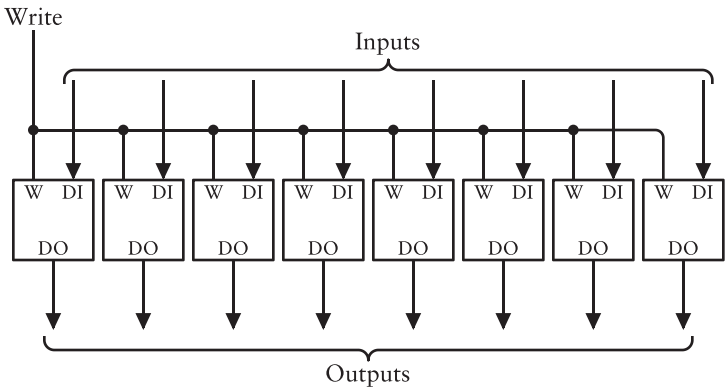 Write
Inputs
W DI W DI W DI W DI W DI W DI W DI W DI
DO DO DO DO DO DO DO DO
Outputs